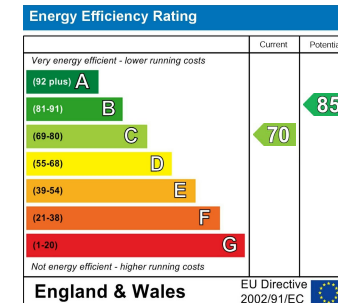 Energy Efficiency Rating
Current
Very energy efficient - lower running costs
(92 plus) A
(81-91) B
85
(69-80) C
70
(55-68) D
(39-54) E
(21-38) F
(1-20) G
Not energy efficient - higher running costs
England & Wales
EU Directive
2002/91/EC